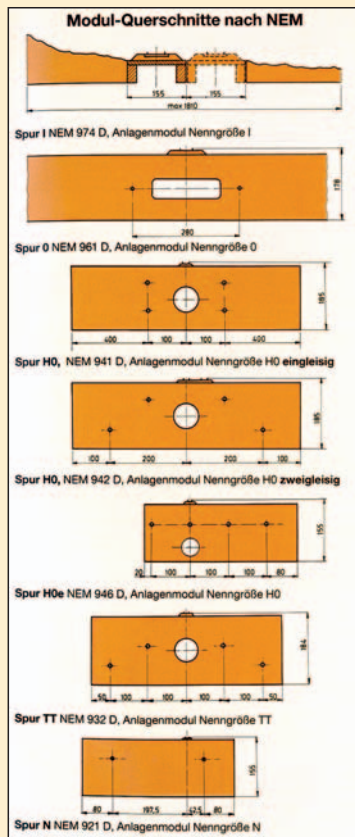 Modul-Querschnitte nach NEM
155 155
max 1810
Spur I NEM 974 D, Anlagenmodul Nenngröße I
280
178
Spur 0 NEM 961 D, Anlagenmodul Nenngröße 0
400 100 100 400
185
Spur H0, NEM 941 D, Anlagenmodul Nenngröße H0 eingleisig
100 200 200 100
185
Spur H0, NEM 942 D, Anlagenmodul Nenngröße H0 zweigleisig
20 100 100 100 80
155
Spur H0e NEM 946 D, Anlagenmodul Nenngröße H0
50 100 100 100 100 50
184
Spur TT NEM 932 D, Anlagenmodul Nenngröße TT
80 197,5 42,5 80
155
Spur N NEM 921 D, Anlagenmodul Nenngröße N